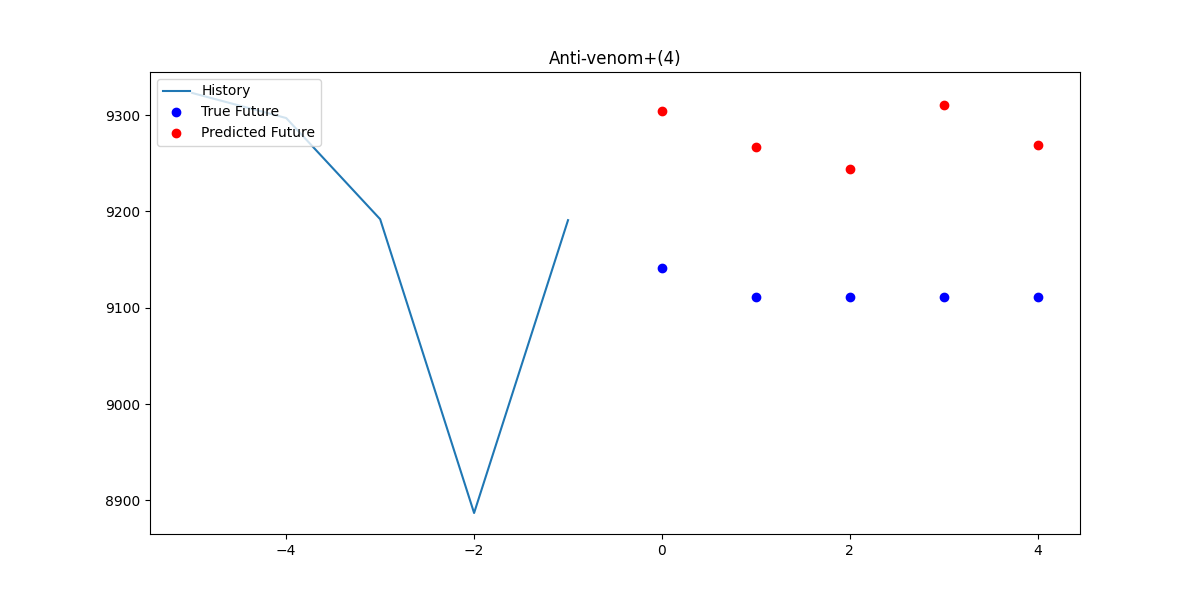 Anti-venom+(4)
History
True Future
Predicted Future
9300
9200
9100
9000
8900
−4
−2
0
2
4